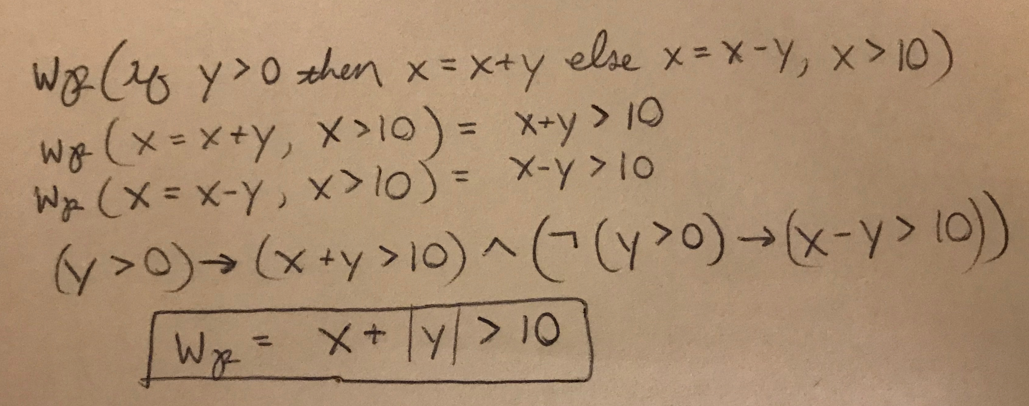 wp(if y>0 then x=x+y else x=x-y, x>10)
wp(x=x+y, x>10) = x+y>10
wp(x=x-y, x>10) = x-y>10
(y>0)→(x+y>10)∧(¬(y>0)→(x-y>10))
wp = x+|y|>10